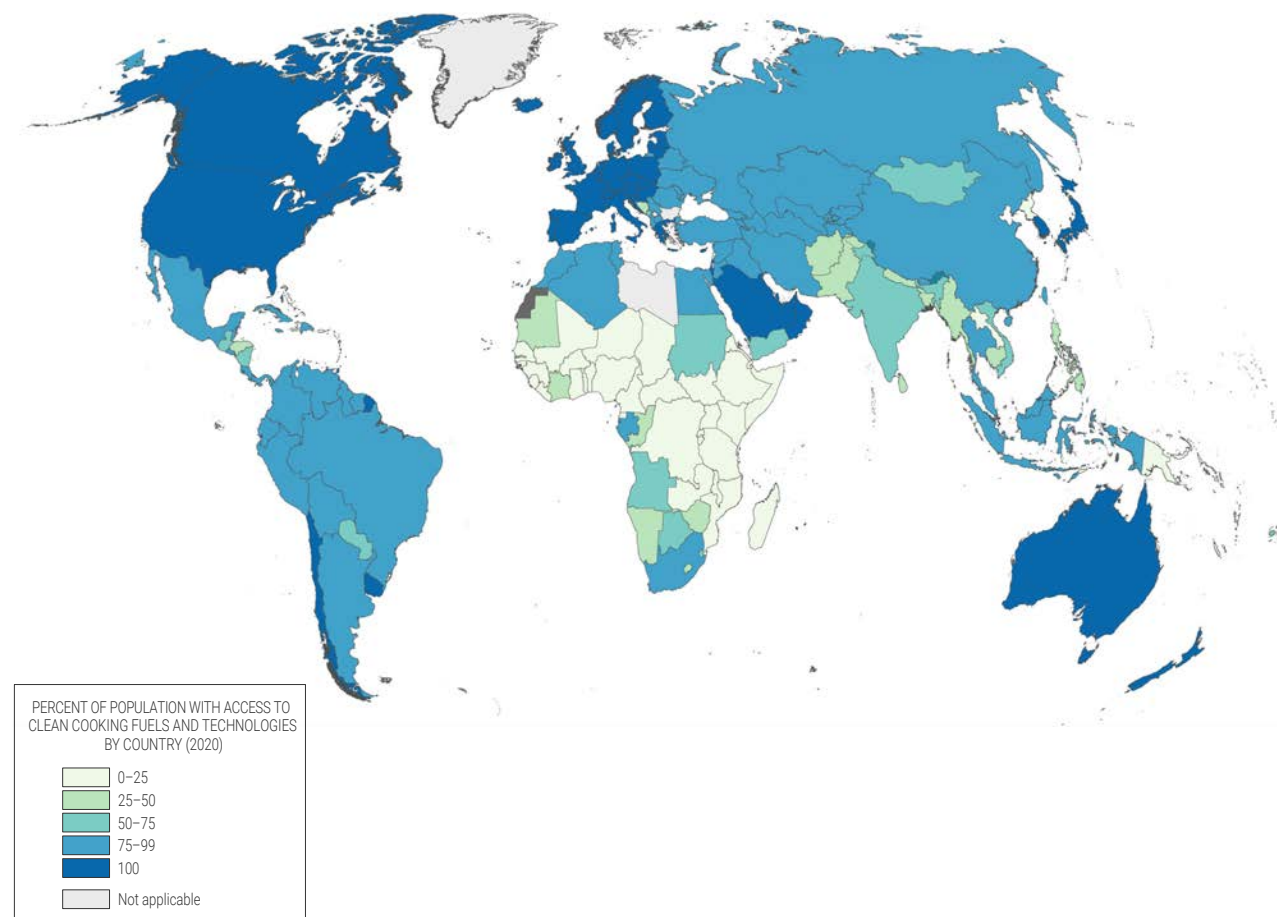 PERCENT OF POPULATION WITH ACCESS TO
CLEAN COOKING FUELS AND TECHNOLOGIES
BY COUNTRY (2020)
0–25
25–50
50–75
75–99
100
Not applicable